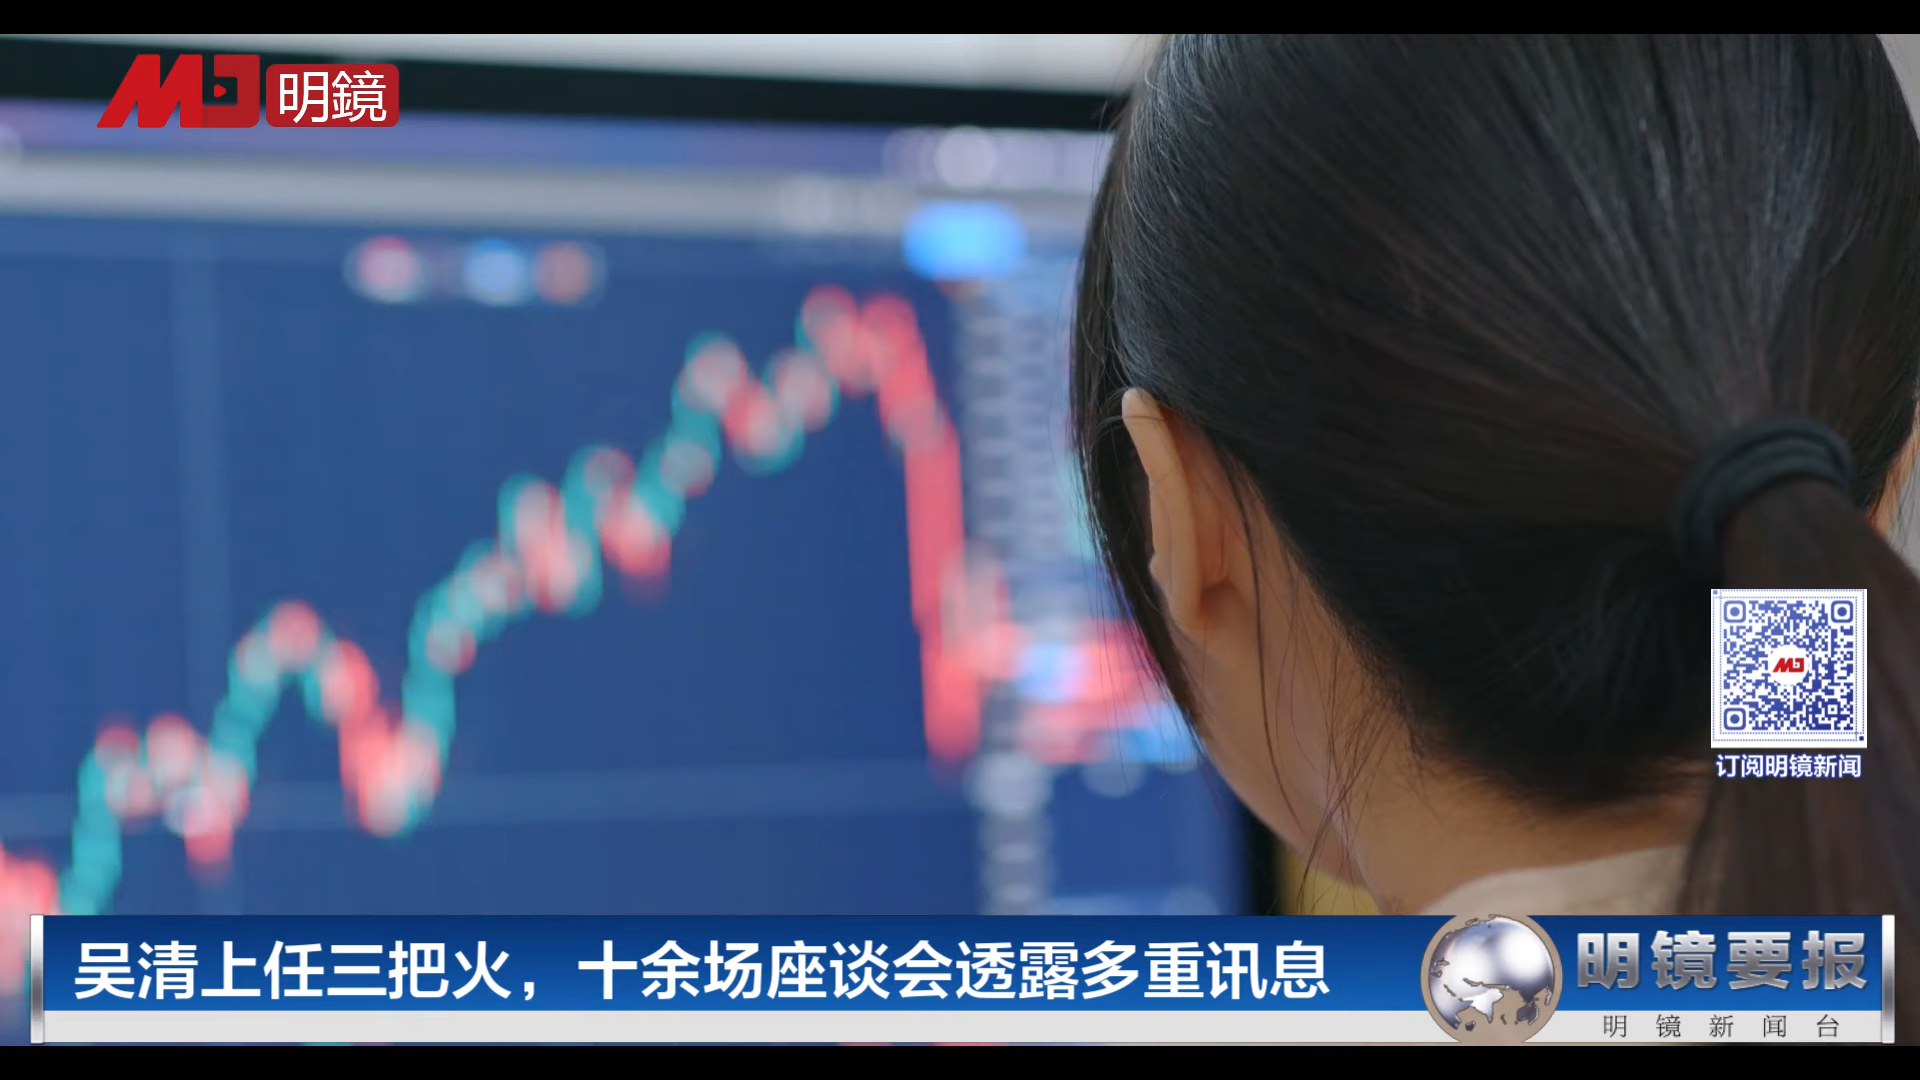 MD 明鏡
订阅明镜新闻
吴清上任三把火，十余场座谈会透露多重讯息
明镜要报
明镜新闻台